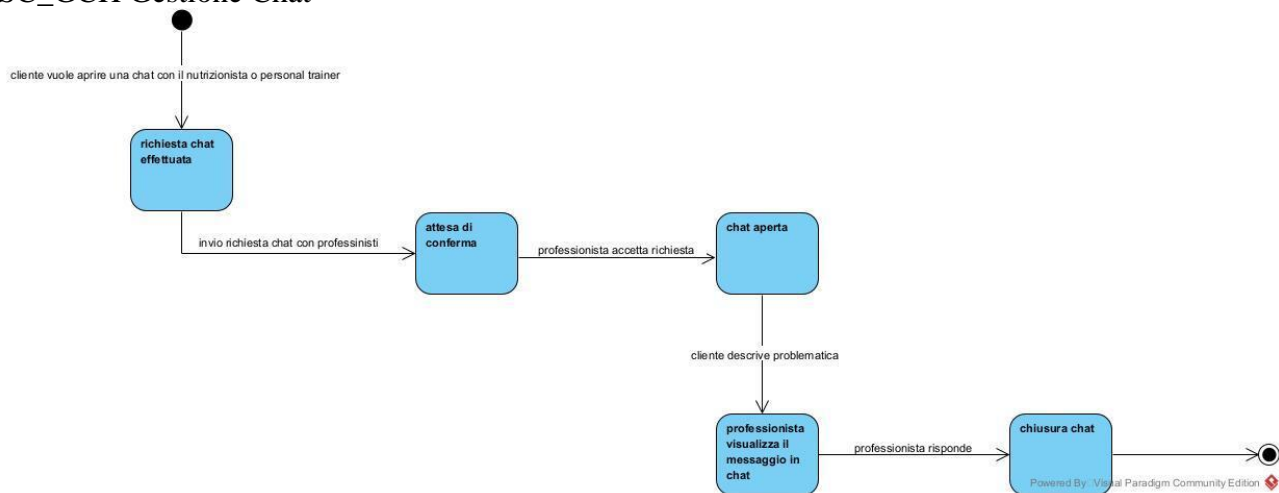 cliente vuole aprire una chat con il nutrizionista o personal trainer
richiesta chat
effettuata
invio richiesta chat con professinisti
attesa di
conferma
professionista accetta richiesta
chat aperta
cliente descrive problematica
professionista
visualizza il
messaggio in
chat
professionista risponde
chiusura chat
Powered By: Visual Paradigm Community Edition